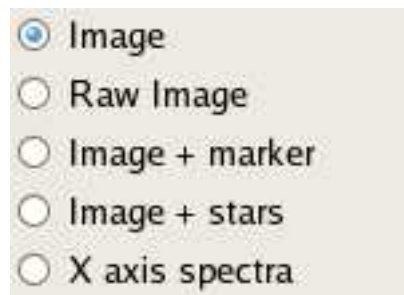 Image
Raw Image
Image + marker
Image + stars
X axis spectra